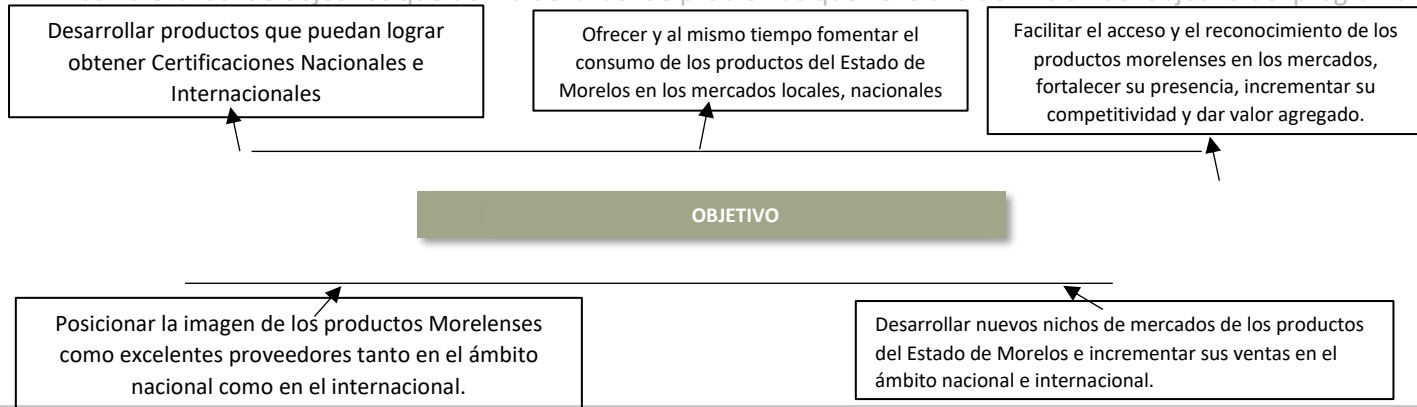 Desarrollar productos que puedan lograr
obtener Certificaciones Nacionales e
Internacionales
Ofrecer y al mismo tiempo fomentar el
consumo de los productos del Estado de
Morelos en los mercados locales, nacionales
Facilitar el acceso y el reconocimiento de los
productos morelenses en los mercados,
fortalecer su presencia, incrementar su
competitividad y dar valor agregado.
OBJETIVO
Posicionar la imagen de los productos Morelenses
como excelentes proveedores tanto en el ámbito
nacional como en el internacional.
Desarrollar nuevos nichos de mercados de los productos
del Estado de Morelos e incrementar sus ventas en el
ámbito nacional e internacional.